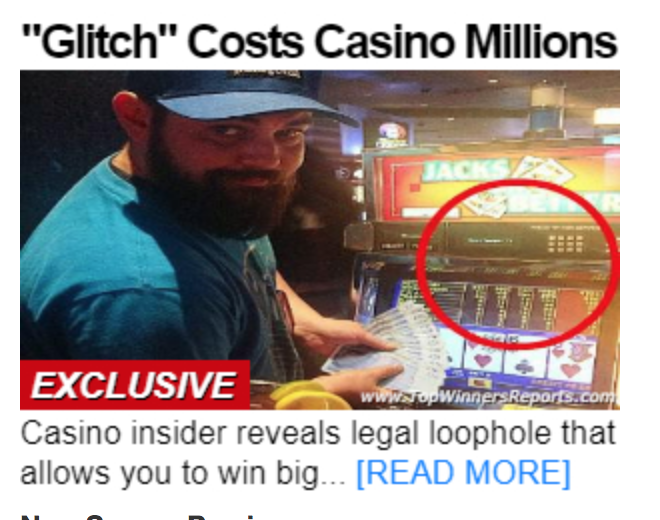 "Glitch" Costs Casino Millions
JACKS
BETTER
EXCLUSIVE
www.TopWinnersReports.com
Casino insider reveals legal loophole that
allows you to win big... [READ MORE]